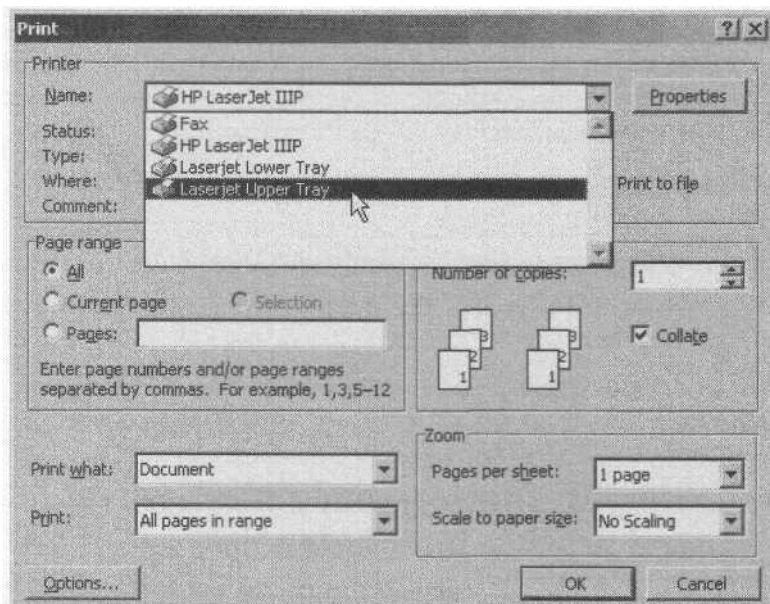 Print
Printer
Name: HP LaserJet IIIP Properties
Fax
Status: HP LaserJet IIIP
Type: Laserjet Lower Tray
Where: Laserjet Upper Tray Print to file
Comment:
Page range
All Number of copies: 1
Current page Selection
Pages: Collate
3 3
2 2
1 1
Enter page numbers and/or page ranges
separated by commas. For example, 1,3,5–12
Zoom
Print what: Document Pages per sheet: 1 page
Print: All pages in range Scale to paper size: No Scaling
Options... OK Cancel